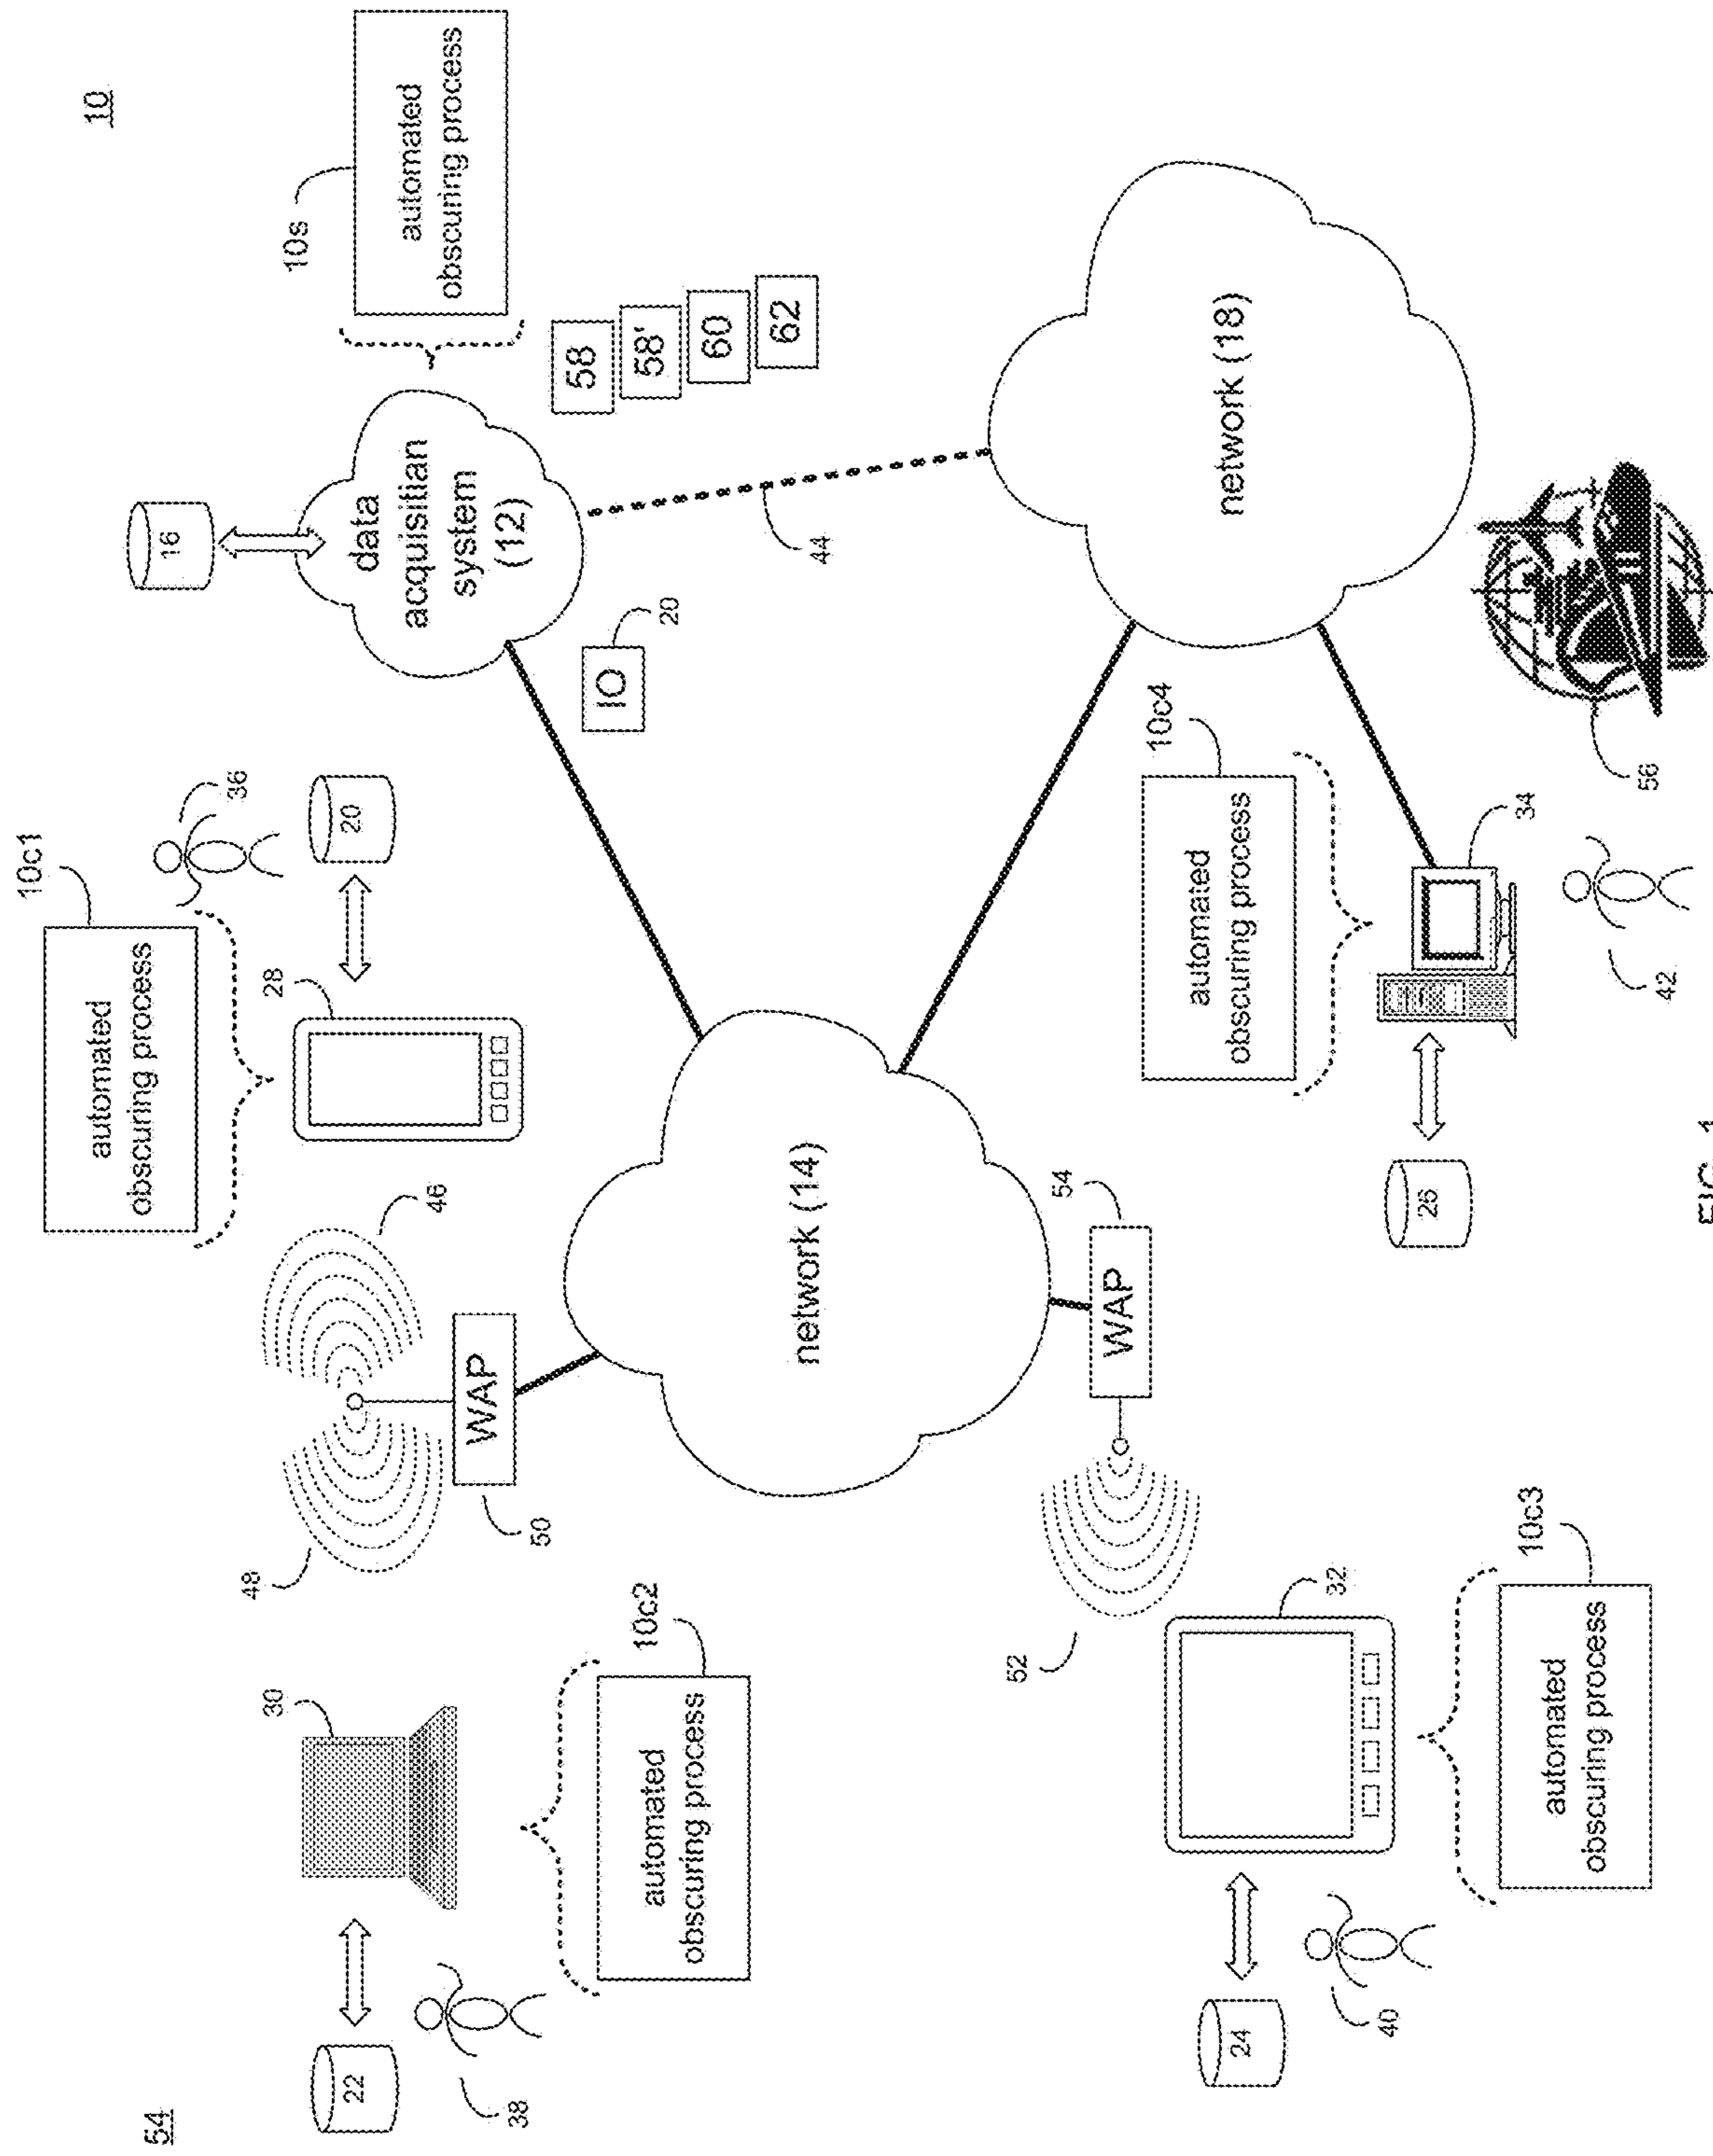 10
54
10c1
automated
obscuring process
36
16
28
20
10s
automated
obscuring process
data
acquisitian
system
(12)
30
22
38
48
46
WAP
50
IO
20
58
58'
60
62
10c2
automated
obscuring process
44
network (14)
54
WAP
52
network (18)
10c4
automated
obscuring process
32
24
40
26
34
42
56
10c3
automated
obscuring process
FIG. 1